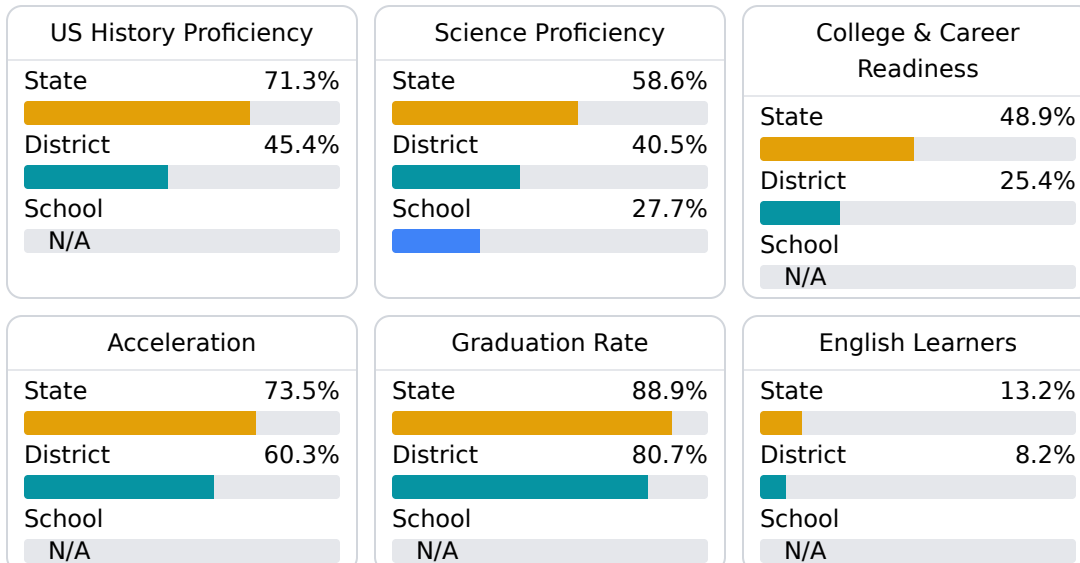 US History Proficiency
State 71.3%
District 45.4%
School
N/A
Science Proficiency
State 58.6%
District 40.5%
School 27.7%
College & Career
Readiness
State 48.9%
District 25.4%
School
N/A
Acceleration
State 73.5%
District 60.3%
School
N/A
Graduation Rate
State 88.9%
District 80.7%
School
N/A
English Learners
State 13.2%
District 8.2%
School
N/A